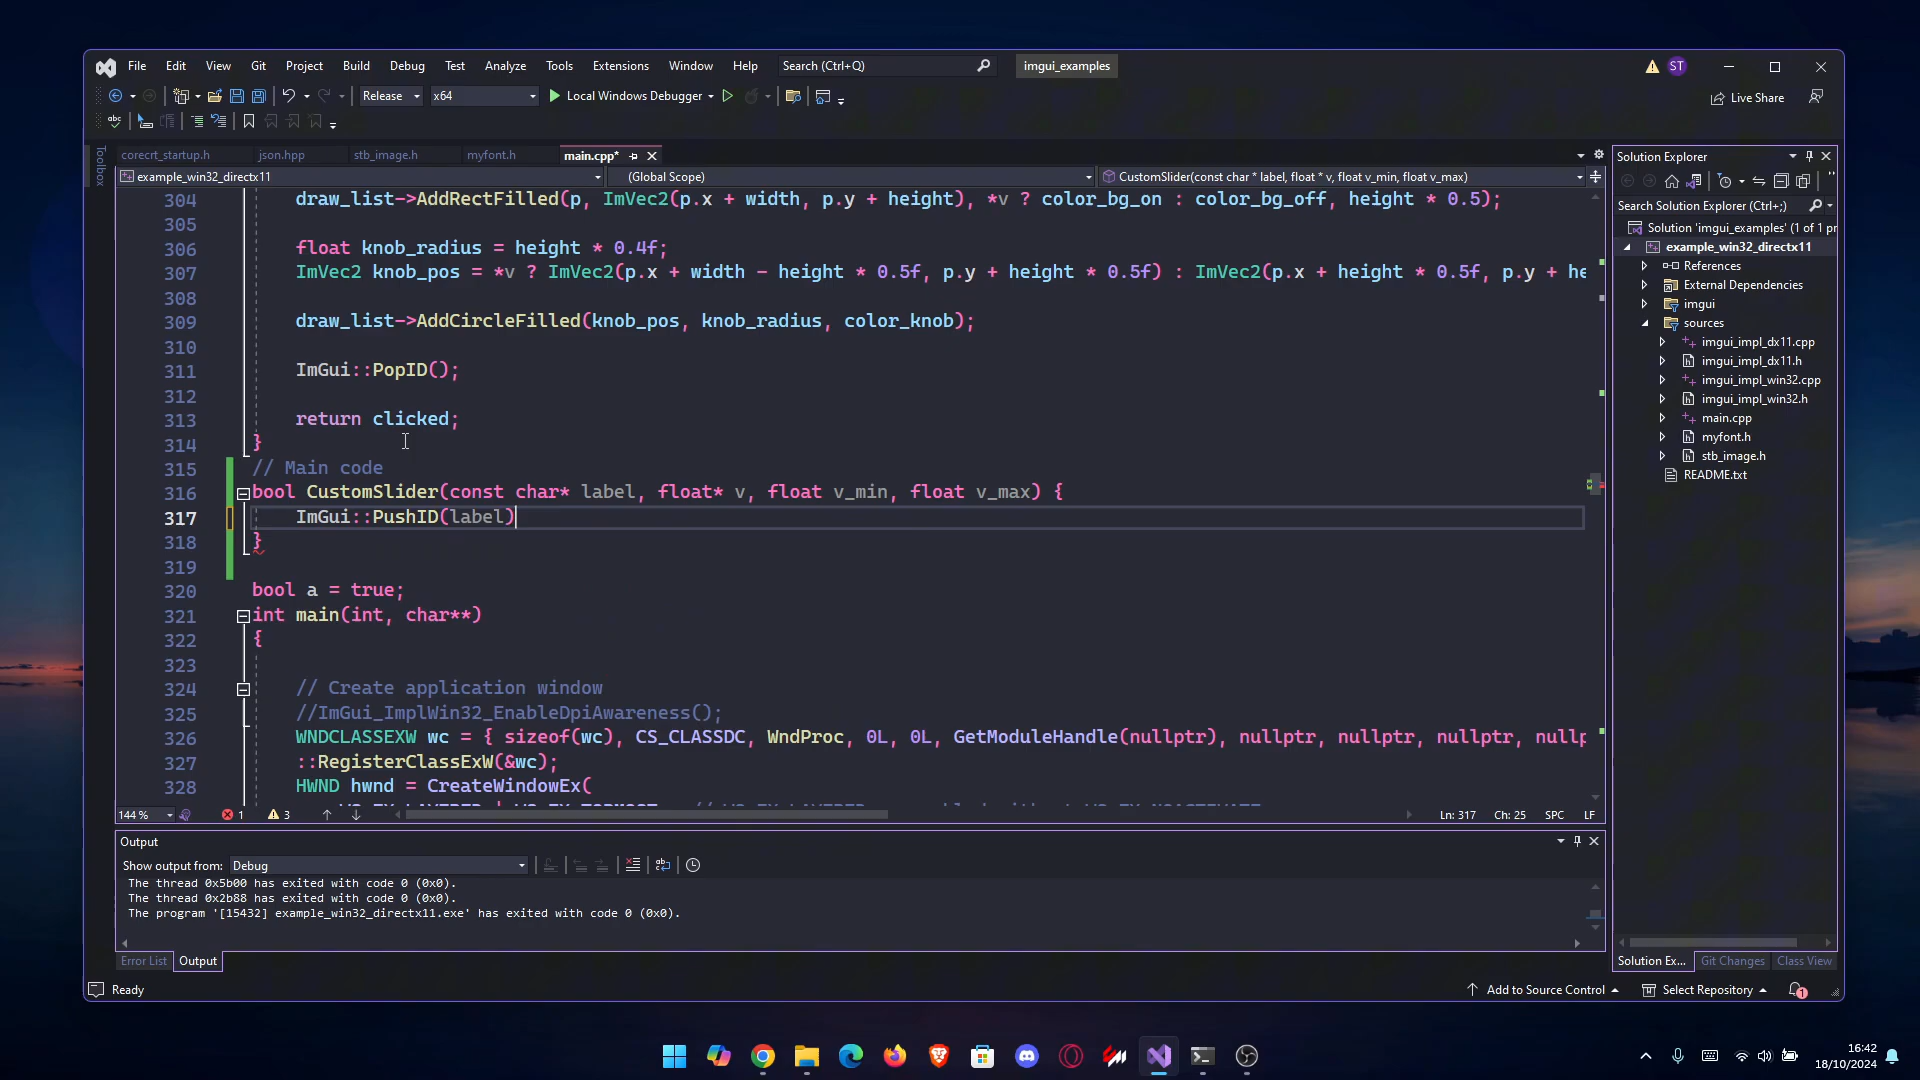 File Edit View Git Project Build Debug Test Analyze Tools Extensions Window Help Search (Ctrl+Q) imgui_examples ST
Release x64 Local Windows Debugger Live Share
abc
Toolbox
corecrt_startup.h json.hpp stb_image.h myfont.h main.cpp*
example_win32_directx11 (Global Scope) CustomSlider(const char * label, float * v, float v_min, float v_max)
304 draw_list->AddRectFilled(p, ImVec2(p.x + width, p.y + height), *v ? color_bg_on : color_bg_off, height * 0.5);
305
306 float knob_radius = height * 0.4f;
307 ImVec2 knob_pos = *v ? ImVec2(p.x + width - height * 0.5f, p.y + height * 0.5f) : ImVec2(p.x + height * 0.5f, p.y + he
308
309 draw_list->AddCircleFilled(knob_pos, knob_radius, color_knob);
310
311 ImGui::PopID();
312
313 return clicked;
314 }
315 // Main code
316 bool CustomSlider(const char* label, float* v, float v_min, float v_max) {
317 ImGui::PushID(label)
318 }
319
320 bool a = true;
321 int main(int, char**)
322 {
323
324 // Create application window
325 //ImGui_ImplWin32_EnableDpiAwareness();
326 WNDCLASSEXW wc = { sizeof(wc), CS_CLASSDC, WndProc, 0L, 0L, GetModuleHandle(nullptr), nullptr, nullptr, nullptr, nullp
327 ::RegisterClassExW(&wc);
328 HWND hwnd = CreateWindowEx(
144 % 1 3 Ln: 317 Ch: 25 SPC LF
Output
Show output from: Debug
The thread 0x5b00 has exited with code 0 (0x0).
The thread 0x2b88 has exited with code 0 (0x0).
The program '[15432] example_win32_directx11.exe' has exited with code 0 (0x0).
Error List Output
Solution Explorer
Search Solution Explorer (Ctrl+;)
Solution 'imgui_examples' (1 of 1 pr
example_win32_directx11
References
External Dependencies
imgui
sources
imgui_impl_dx11.cpp
imgui_impl_dx11.h
imgui_impl_win32.cpp
imgui_impl_win32.h
main.cpp
myfont.h
stb_image.h
README.txt
Solution Ex... Git Changes Class View
Ready Add to Source Control Select Repository 1
16:42
18/10/2024